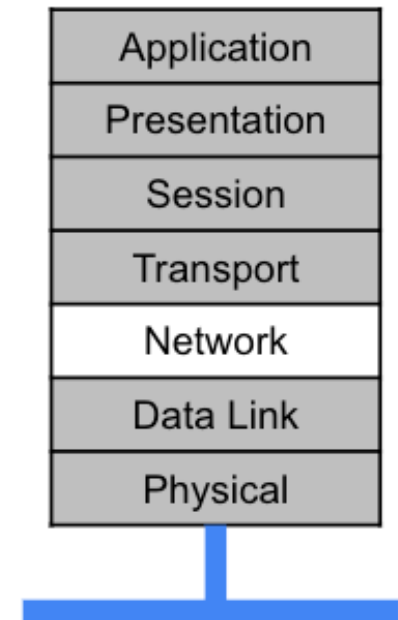 Application
Presentation
Session
Transport
Network
Data Link
Physical